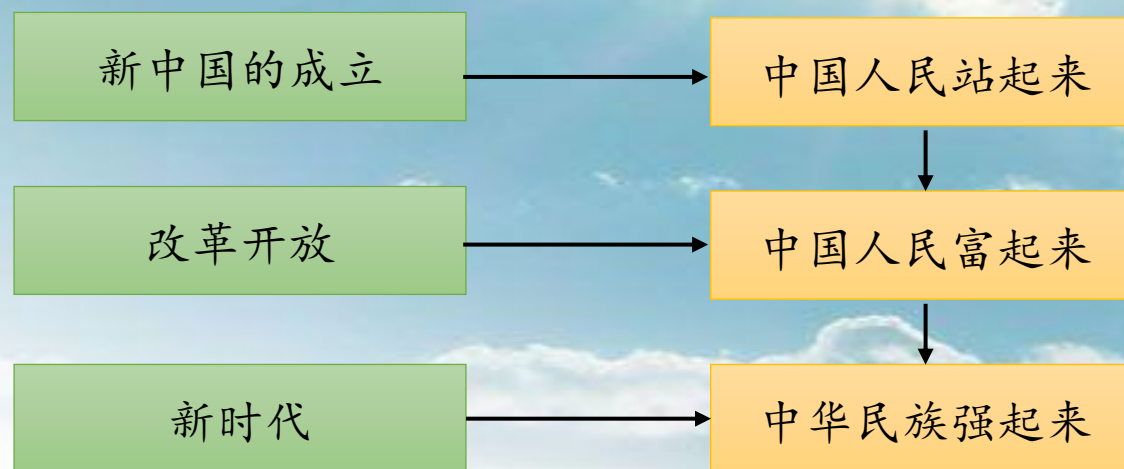 新中国的成立
中国人民站起来
改革开放
中国人民富起来
新时代
中华民族强起来